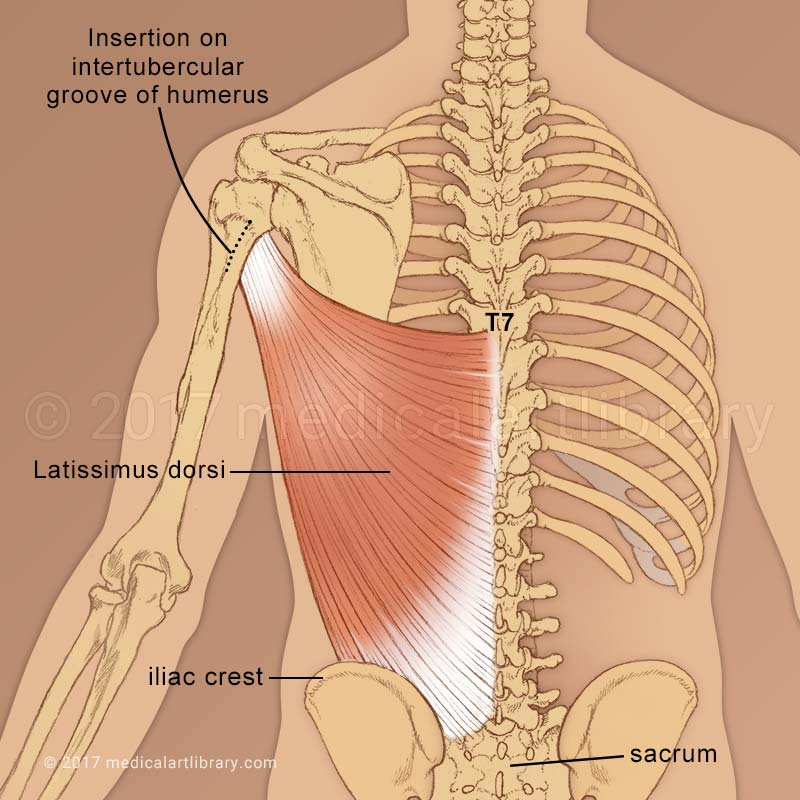 Insertion on
intertubercular
groove of humerus
T7
© 2017 medicalartlibrary
Latissimus dorsi
iliac crest
sacrum
© 2017 medicalartlibrary.com